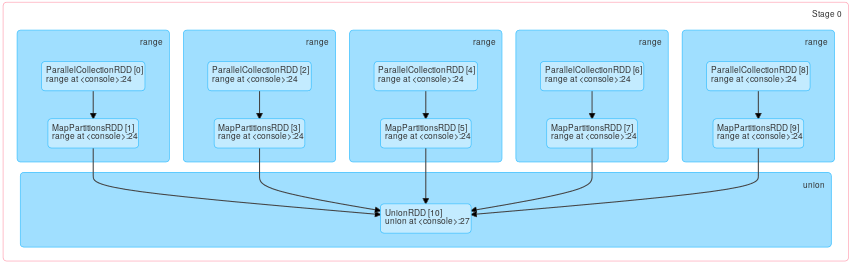 Stage 0
range
range
range
range
range
ParallelCollectionRDD [0]
range at <console>:24
ParallelCollectionRDD [2]
range at <console>:24
ParallelCollectionRDD [4]
range at <console>:24
ParallelCollectionRDD [6]
range at <console>:24
ParallelCollectionRDD [8]
range at <console>:24
MapPartitionsRDD [1]
range at <console>:24
MapPartitionsRDD [3]
range at <console>:24
MapPartitionsRDD [5]
range at <console>:24
MapPartitionsRDD [7]
range at <console>:24
MapPartitionsRDD [9]
range at <console>:24
union
UnionRDD [10]
union at <console>:27